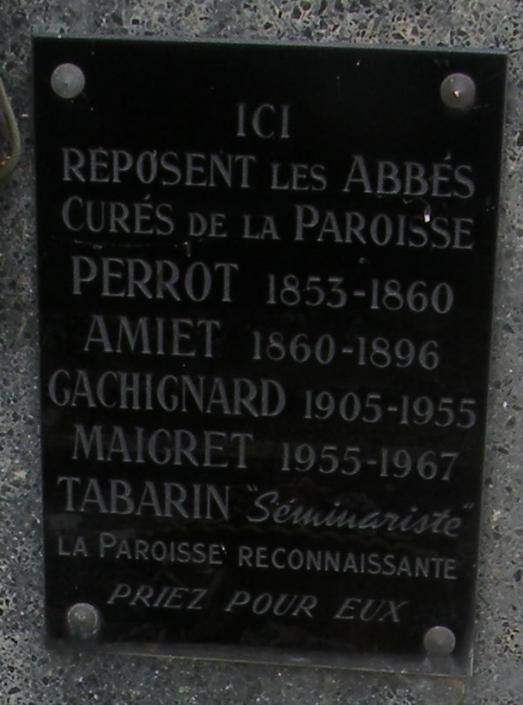 ICI
REPOSENT LES ABBÉS
CURÉS DE LA PAROISSE
PERROT 1853-1860
AMIET 1860-1896
GACHIGNARD 1905-1955
MAIGRET 1955-1967
TABARIN "Séminariste"
LA PAROISSE RECONNAISSANTE
PRIEZ POUR EUX